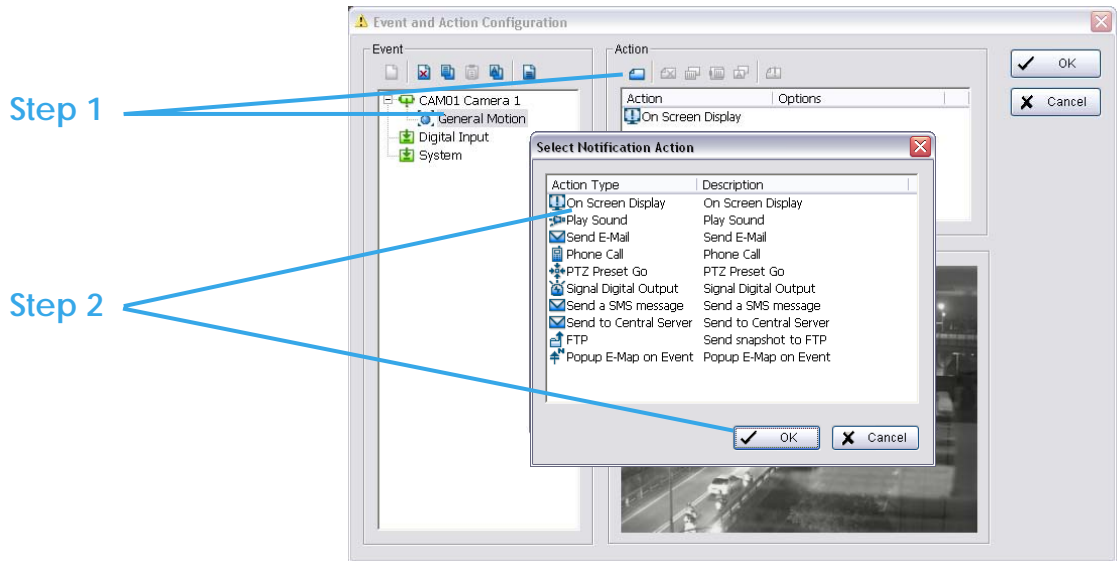 Event and Action Configuration
Event
Action
OK
Cancel
Step 1
CAM01 Camera 1
General Motion
Digital Input
System
Action Options
On Screen Display
Select Notification Action
Action Type Description
On Screen Display On Screen Display
Play Sound Play Sound
Send E-Mail Send E-Mail
Phone Call Phone Call
PTZ Preset Go PTZ Preset Go
Signal Digital Output Signal Digital Output
Send a SMS message Send a SMS message
Send to Central Server Send to Central Server
FTP Send snapshot to FTP
Popup E-Map on Event Popup E-Map on Event
Step 2
OK
Cancel